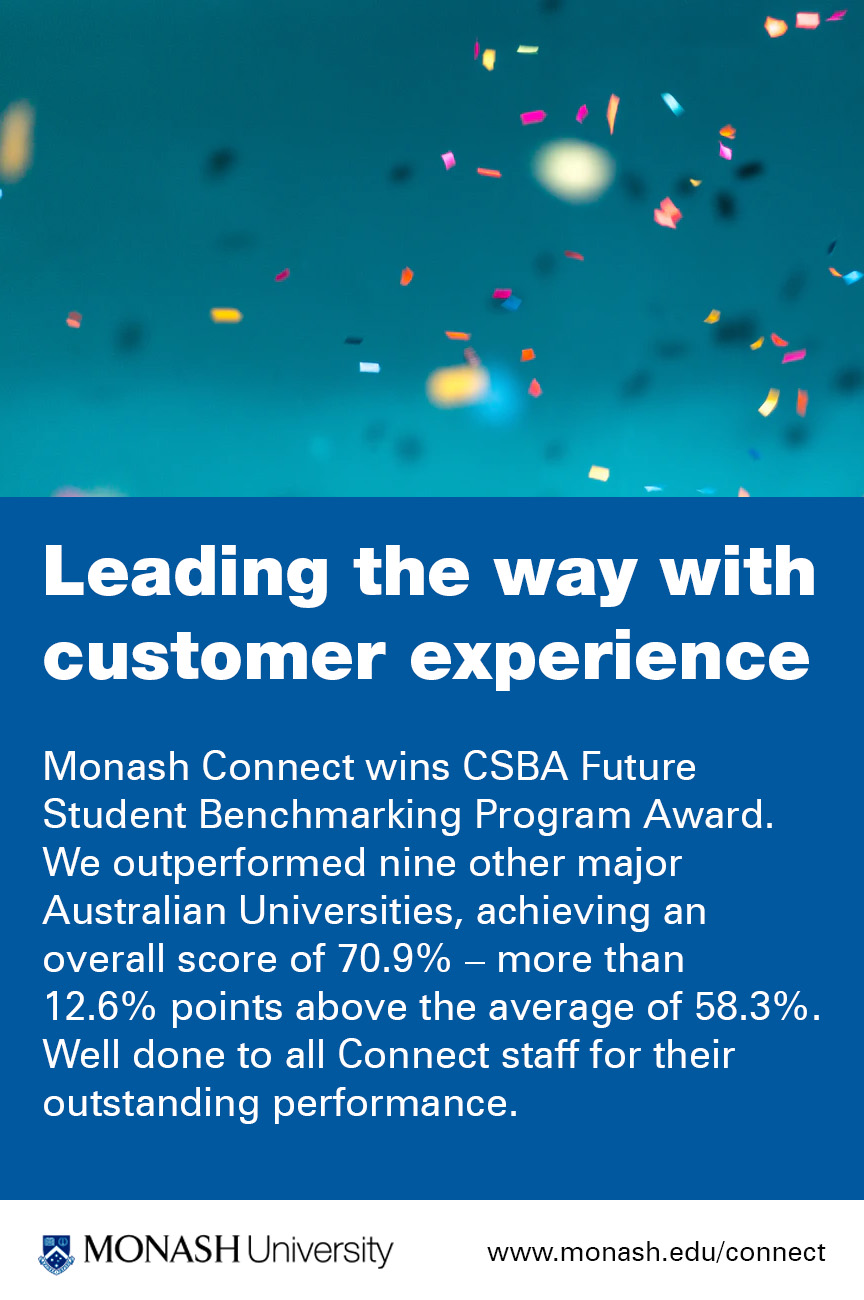 Leading the way with
customer experience
Monash Connect wins CSBA Future
Student Benchmarking Program Award.
We outperformed nine other major
Australian Universities, achieving an
overall score of 70.9% – more than
12.6% points above the average of 58.3%.
Well done to all Connect staff for their
outstanding performance.
MONASH University
www.monash.edu/connect